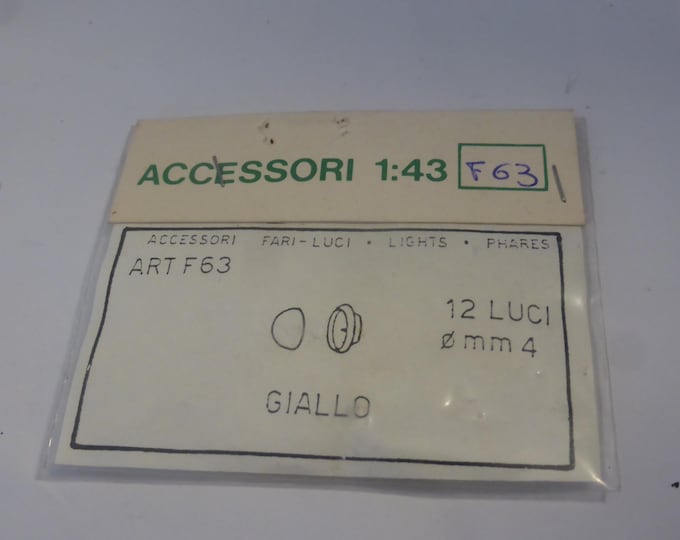 ACCESSORI 1:43 F63
ACCESSORI FARI-LUCI • LIGHTS • PHARES
ART F63
12 LUCI
ø mm 4
GIALLO